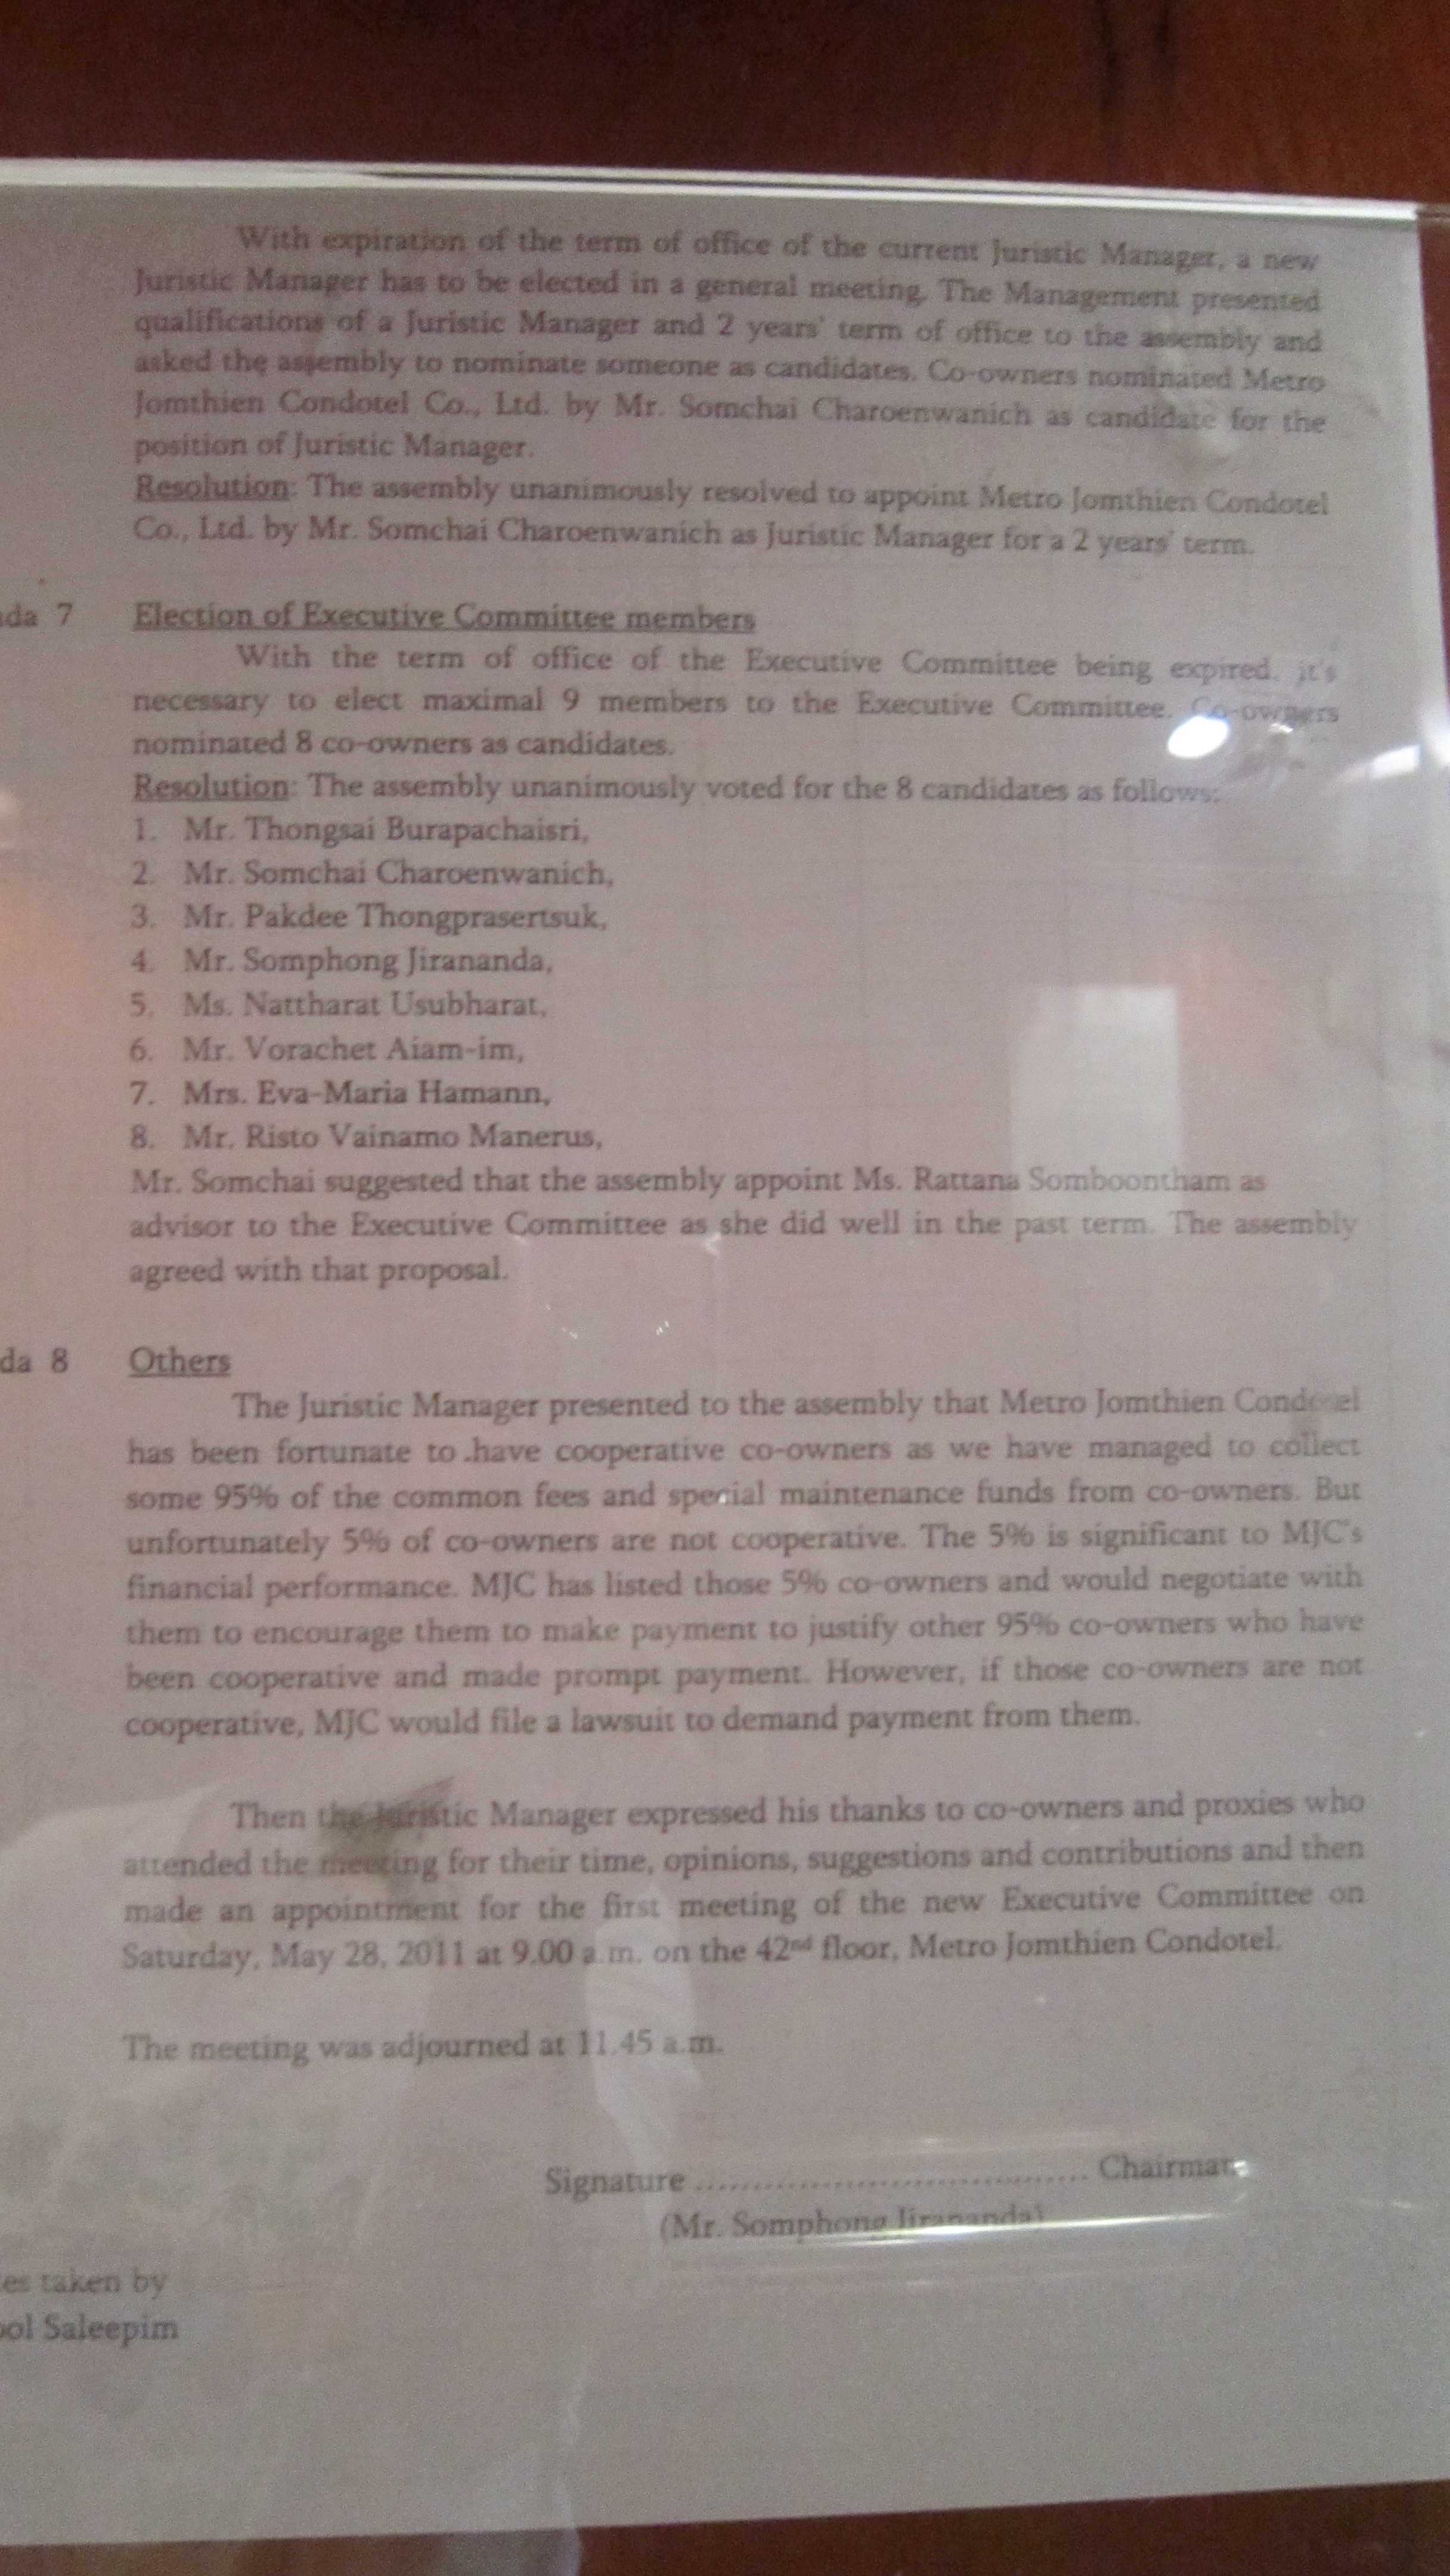 With expiration of the term of office of the current Juristic Manager, a new
Juristic Manager has to be elected in a general meeting. The Management presented
qualifications of a Juristic Manager and 2 years' term of office to the assembly and
asked the assembly to nominate someone as candidates. Co-owners nominated Metro
Jomthien Condotel Co., Ltd. by Mr. Somchai Charoenwanich as candidate for the
position of Juristic Manager.
Resolution: The assembly unanimously resolved to appoint Metro Jomthien Condotel
Co., Ltd. by Mr. Somchai Charoenwanich as Juristic Manager for a 2 years' term.
da 7 Election of Executive Committee members
With the term of office of the Executive Committee being expired, it's
necessary to elect maximal 9 members to the Executive Committee. Co-owners
nominated 8 co-owners as candidates.
Resolution: The assembly unanimously voted for the 8 candidates as follows:
1. Mr. Thongsai Burapachaisri,
2. Mr. Somchai Charoenwanich,
3. Mr. Pakdee Thongprasertsuk,
4. Mr. Somphong Jirananda,
5. Ms. Nattharat Usubharat,
6. Mr. Vorachet Aiam-im,
7. Mrs. Eva-Maria Hamann,
8. Mr. Risto Vainamo Manerus,
Mr. Somchai suggested that the assembly appoint Ms. Rattana Somboontham as
advisor to the Executive Committee as she did well in the past term. The assembly
agreed with that proposal.
da 8 Others
The Juristic Manager presented to the assembly that Metro Jomthien Condotel
has been fortunate to .have cooperative co-owners as we have managed to collect
some 95% of the common fees and special maintenance funds from co-owners. But
unfortunately 5% of co-owners are not cooperative. The 5% is significant to MJC's
financial performance. MJC has listed those 5% co-owners and would negotiate with
them to encourage them to make payment to justify other 95% co-owners who have
been cooperative and made prompt payment. However, if those co-owners are not
cooperative, MJC would file a lawsuit to demand payment from them.
Then the Juristic Manager expressed his thanks to co-owners and proxies who
attended the meeting for their time, opinions, suggestions and contributions and then
made an appointment for the first meeting of the new Executive Committee on
Saturday, May 28, 2011 at 9.00 a.m. on the 42nd floor, Metro Jomthien Condotel.
The meeting was adjourned at 11.45 a.m.
Signature ........................................ Chairman
(Mr. Somphong Jirananda)
es taken by
ool Saleepim